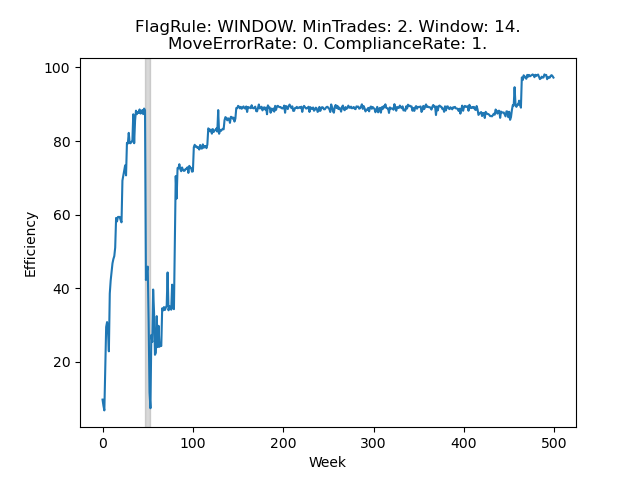 FlagRule: WINDOW. MinTrades: 2. Window: 14.
MoveErrorRate: 0. ComplianceRate: 1.
100
80
60
40
20
Efficiency
0 100 200 300 400 500
Week